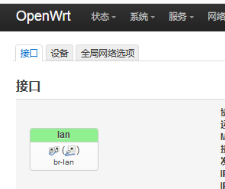 OpenWrt 状态 系统 服务 网络
接口 设备 全局网络选项
接口
lan
br-lan